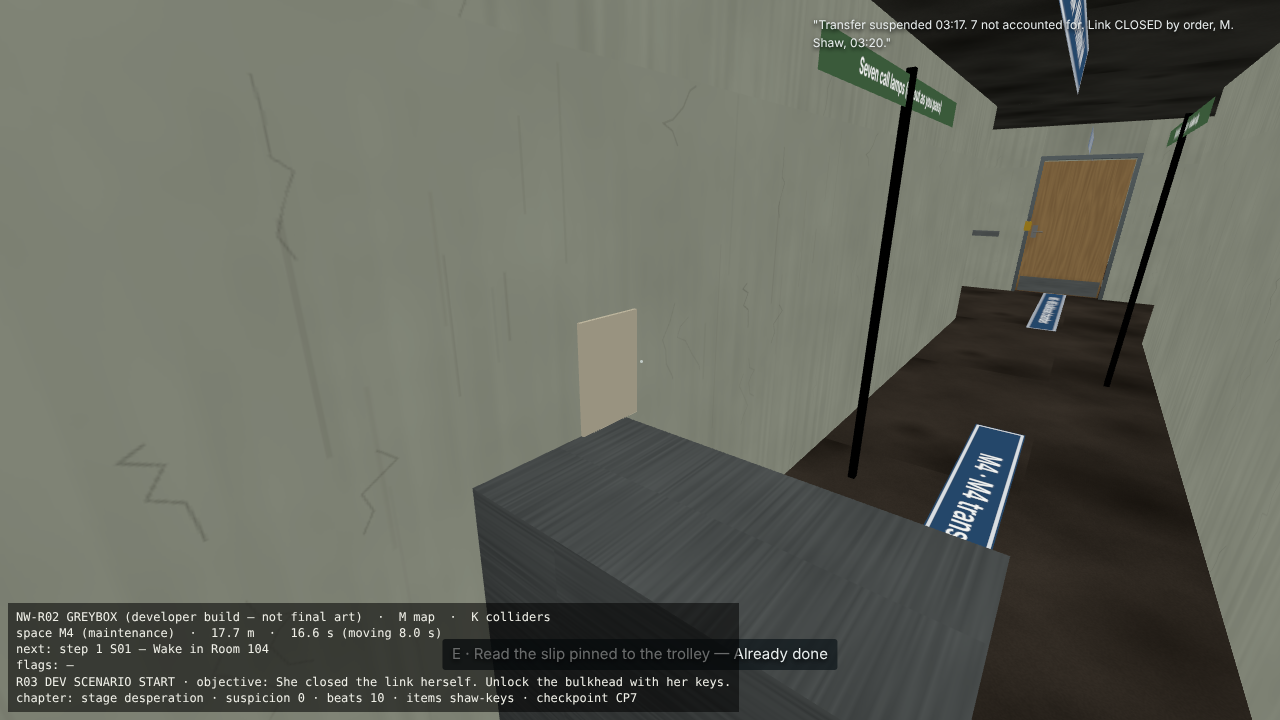 "Transfer suspended 03:17. 7 not accounted for. Link CLOSED by order, M.
Shaw, 03:20."
Seven call lamps out as you pass
M4 · M4 trans
NW-R02 GREYBOX (developer build — not final art)  ·  M map  ·  K colliders
space M4 (maintenance)  ·  17.7 m  ·  16.6 s (moving 8.0 s)
next: step 1 S01 — Wake in Room 104
flags: —
R03 DEV SCENARIO START · objective: She closed the link herself. Unlock the bulkhead with her keys.
chapter: stage desperation · suspicion 0 · beats 10 · items shaw-keys · checkpoint CP7
E · Read the slip pinned to the trolley — Already done